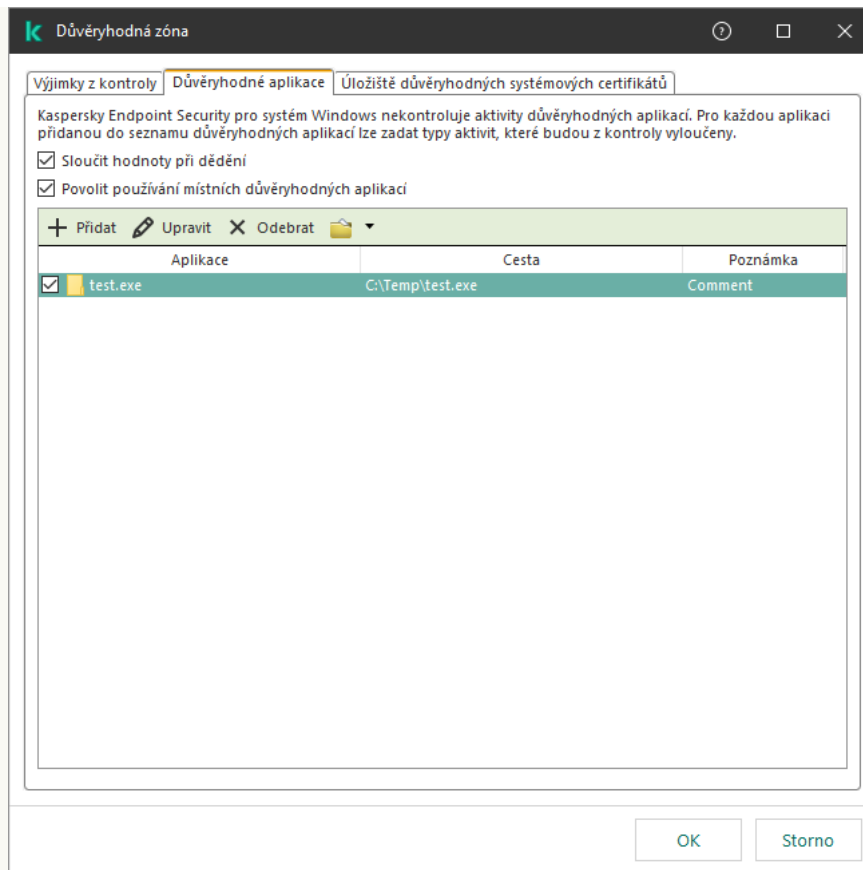 Důvěryhodná zóna
Výjimky z kontroly Důvěryhodné aplikace Úložiště důvěryhodných systémových certifikátů
Kaspersky Endpoint Security pro systém Windows nekontroluje aktivity důvěryhodných aplikací. Pro každou aplikaci
přidanou do seznamu důvěryhodných aplikací lze zadat typy aktivit, které budou z kontroly vyloučeny.
Sloučit hodnoty při dědění
Povolit používání místních důvěryhodných aplikací
Přidat Upravit Odebrat
Aplikace Cesta Poznámka
test.exe C:\Temp\test.exe Comment
OK Storno